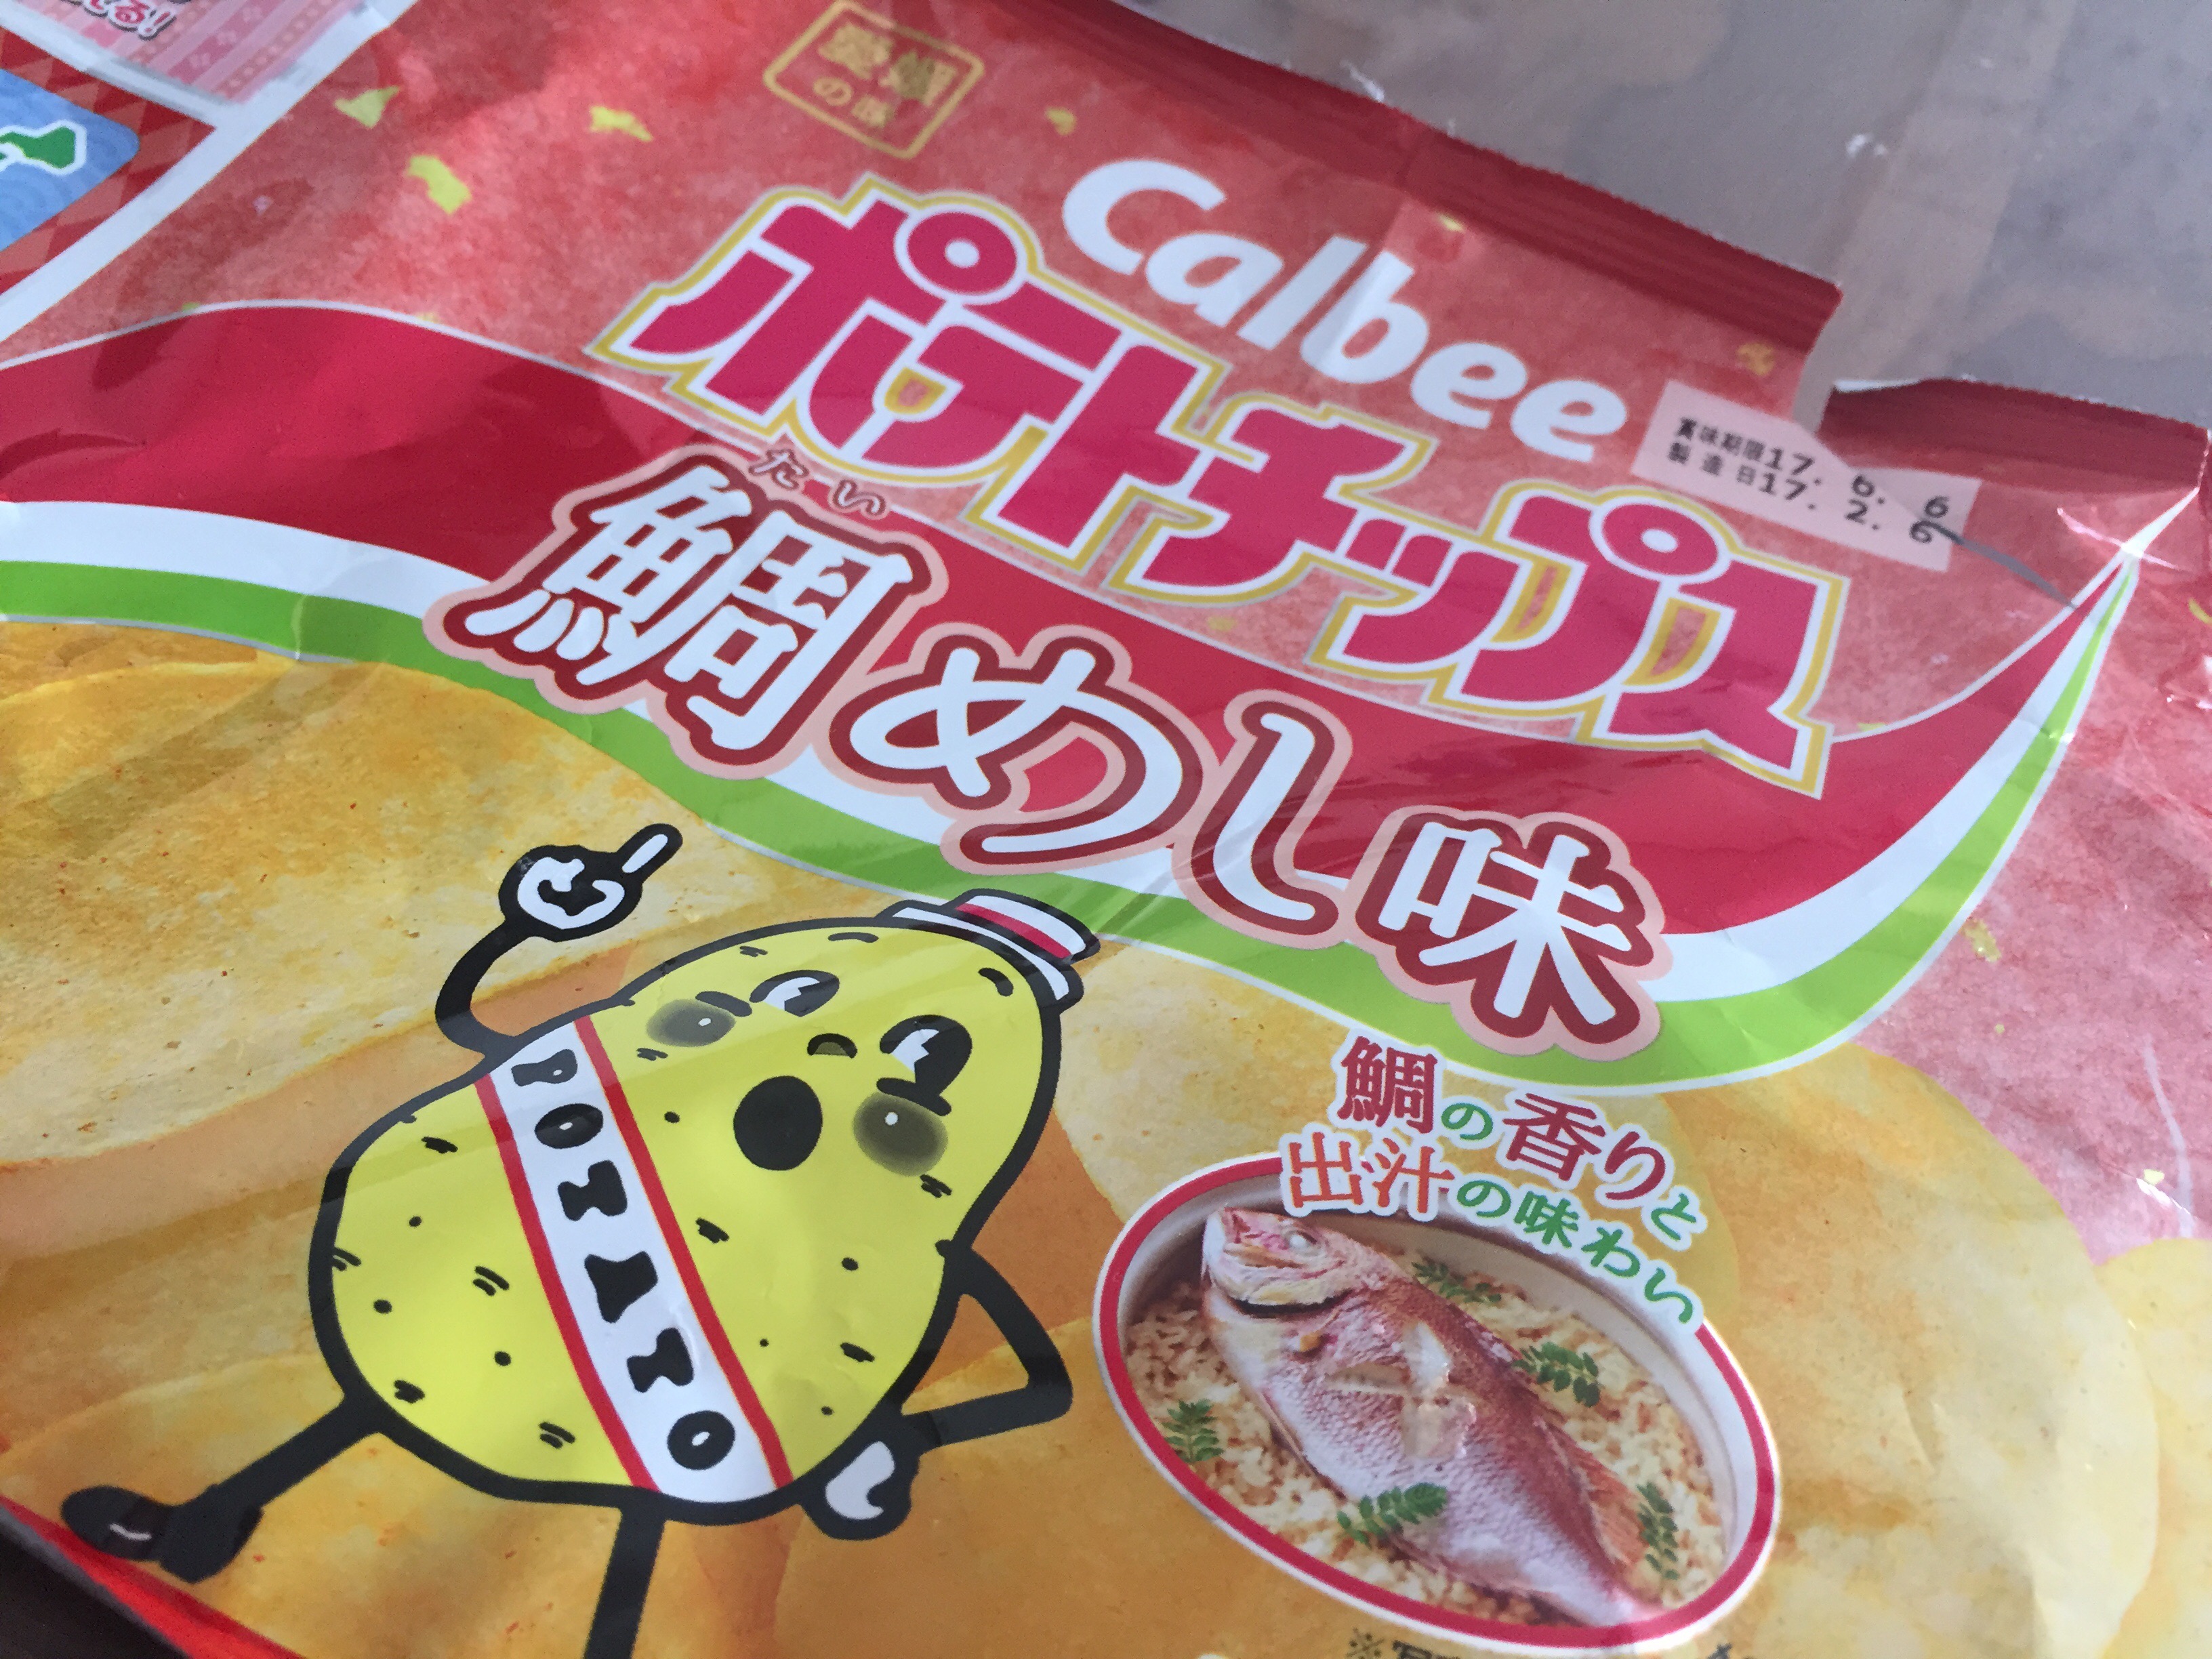 える!
愛媛
の味
Calbee
ポテトチップス
賞味期限17. 6. 6
製造日17. 2. 6
たい
鯛めし味
POTATO
鯛の香りと
出汁の味わい